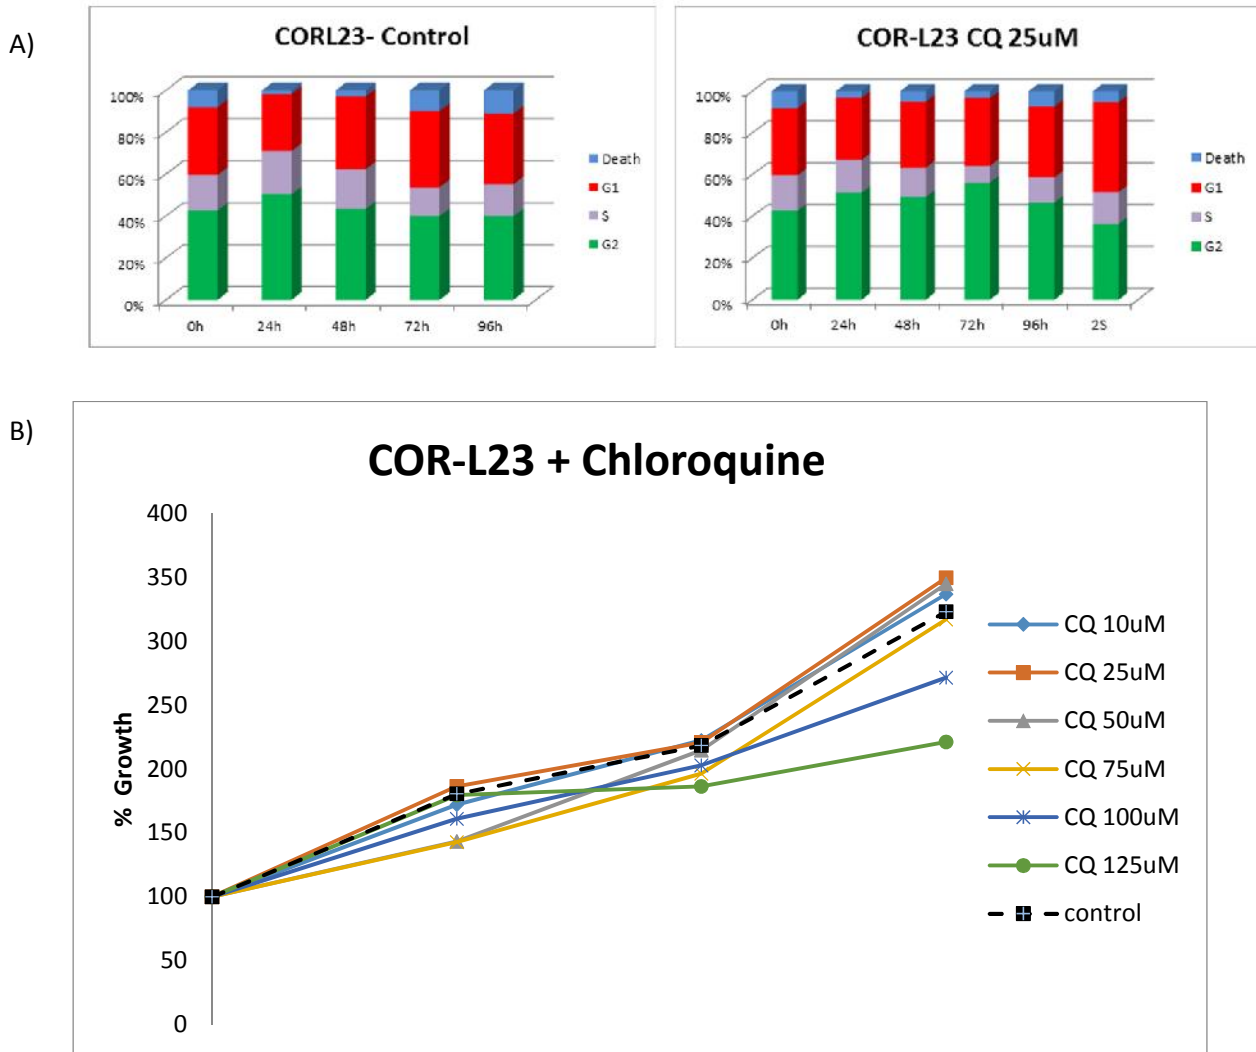 A)
CORL23- Control
100%
80%
60%
40%
20%
0%
0h 24h 48h 72h 96h
Death
G1
S
G2
COR-L23 CQ 25uM
100%
80%
60%
40%
20%
0%
0h 24h 48h 72h 96h 2S
Death
G1
S
G2
B)
COR-L23 + Chloroquine
% Growth
400
350
300
250
200
150
100
50
0
CQ 10uM
CQ 25uM
CQ 50uM
CQ 75uM
CQ 100uM
CQ 125uM
control